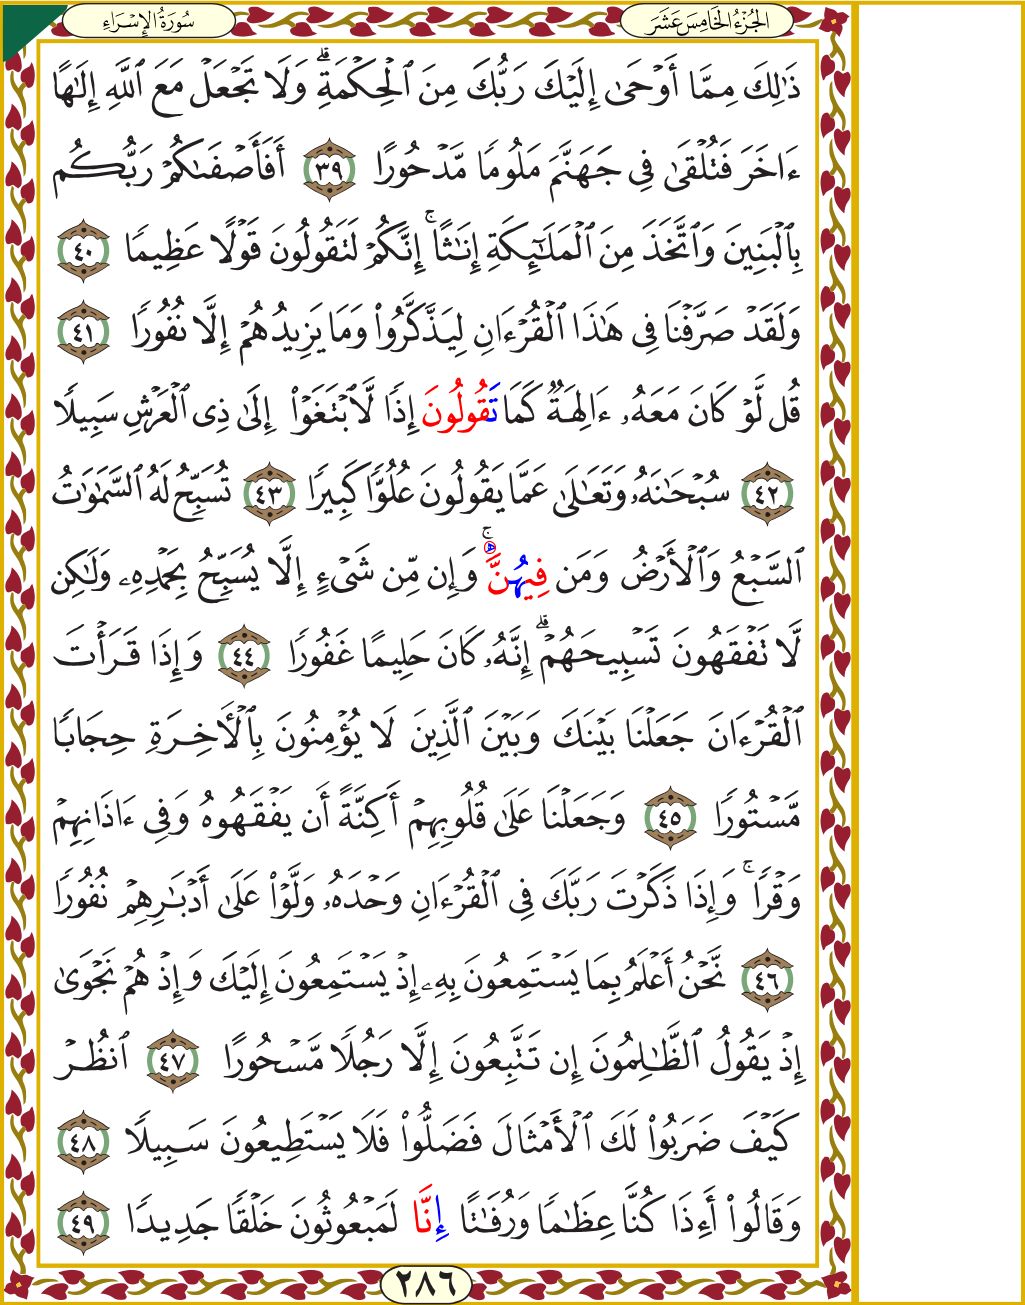 الجُزْءُ الخَامِسَ عَشَرَ
سُورَةُ الإِسْرَاءِ
ذَٰلِكَ مِمَّا أَوْحَىٰ إِلَيْكَ رَبُّكَ مِنَ ٱلْحِكْمَةِۗ وَلَا تَجْعَلْ مَعَ ٱللَّهِ إِلَٰهًا
ءَاخَرَ فَتُلْقَىٰ فِى جَهَنَّمَ مَلُومًا مَّدْحُورًا ٣٩ أَفَأَصْفَىٰكُمْ رَبُّكُم
بِٱلْبَنِينَ وَٱتَّخَذَ مِنَ ٱلْمَلَٰٓئِكَةِ إِنَٰثًاۚ إِنَّكُمْ لَتَقُولُونَ قَوْلًا عَظِيمًا ٤٠
وَلَقَدْ صَرَّفْنَا فِى هَٰذَا ٱلْقُرْءَانِ لِيَذَّكَّرُوا۟ وَمَا يَزِيدُهُمْ إِلَّا نُفُورًا ٤١
قُل لَّوْ كَانَ مَعَهُۥ ءَالِهَةٌ كَمَا تَقُولُونَ إِذًا لَّٱبْتَغَوْا۟ إِلَىٰ ذِى ٱلْعَرْشِ سَبِيلًا
٤٢ سُبْحَٰنَهُۥ وَتَعَٰلَىٰ عَمَّا يَقُولُونَ عُلُوًّا كَبِيرًا ٤٣ تُسَبِّحُ لَهُ ٱلسَّمَٰوَٰتُ
ٱلسَّبْعُ وَٱلْأَرْضُ وَمَن فِيهُنَّۚ وَإِن مِّن شَىْءٍ إِلَّا يُسَبِّحُ بِحَمْدِهِۦ وَلَٰكِن
لَّا تَفْقَهُونَ تَسْبِيحَهُمْۗ إِنَّهُۥ كَانَ حَلِيمًا غَفُورًا ٤٤ وَإِذَا قَرَأْتَ
ٱلْقُرْءَانَ جَعَلْنَا بَيْنَكَ وَبَيْنَ ٱلَّذِينَ لَا يُؤْمِنُونَ بِٱلْأَخِرَةِ حِجَابًا
مَّسْتُورًا ٤٥ وَجَعَلْنَا عَلَىٰ قُلُوبِهِمْ أَكِنَّةً أَن يَفْقَهُوهُ وَفِى ءَاذَانِهِمْ
وَقْرًاۚ وَإِذَا ذَكَرْتَ رَبَّكَ فِى ٱلْقُرْءَانِ وَحْدَهُۥ وَلَّوْا۟ عَلَىٰ أَدْبَٰرِهِمْ نُفُورًا
٤٦ نَّحْنُ أَعْلَمُ بِمَا يَسْتَمِعُونَ بِهِۦٓ إِذْ يَسْتَمِعُونَ إِلَيْكَ وَإِذْ هُمْ نَجْوَىٰ
إِذْ يَقُولُ ٱلظَّٰلِمُونَ إِن تَتَّبِعُونَ إِلَّا رَجُلًا مَّسْحُورًا ٤٧ ٱنظُرْ
كَيْفَ ضَرَبُوا۟ لَكَ ٱلْأَمْثَالَ فَضَلُّوا۟ فَلَا يَسْتَطِيعُونَ سَبِيلًا ٤٨
وَقَالُوا۟ أَءِذَا كُنَّا عِظَٰمًا وَرُفَٰتًا إِنَّا لَمَبْعُوثُونَ خَلْقًا جَدِيدًا ٤٩
٢٨٦